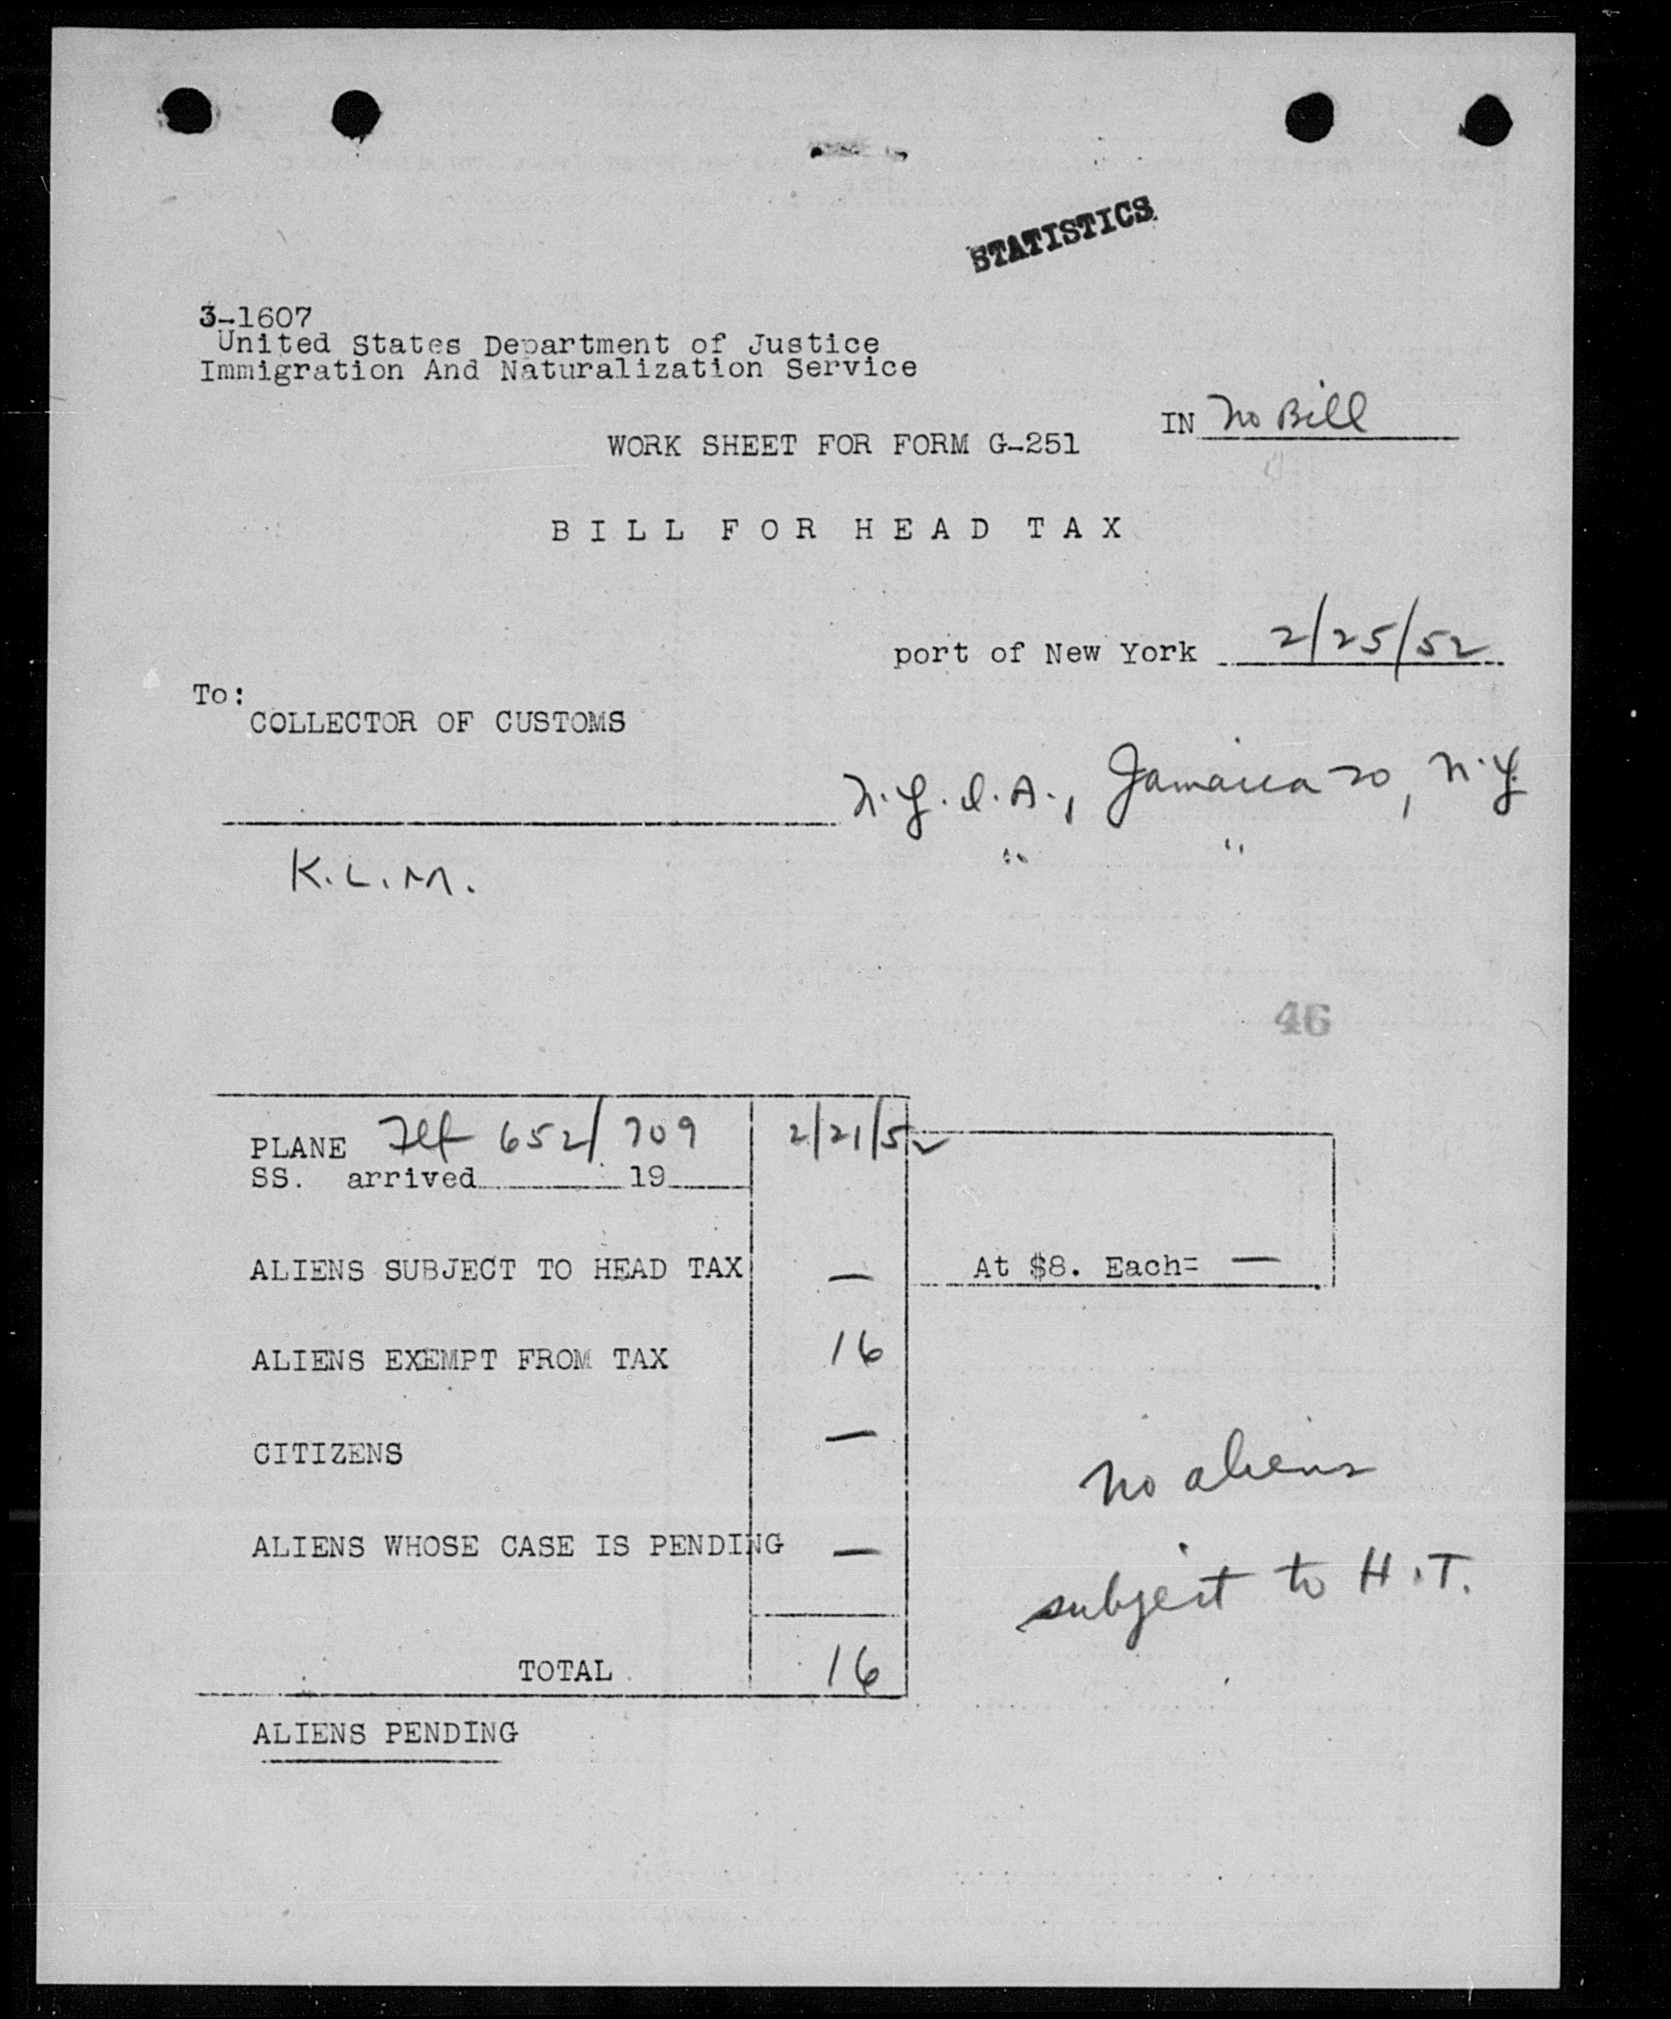 STATISTICS
3-1607
United States Department of Justice
Immigration And Naturalization Service
IN No Bill
WORK SHEET FOR FORM G-251
BILL FOR HEAD TAX
port of New York 2/25/52
To:
COLLECTOR OF CUSTOMS
N.Y.I.A., Jamaica 20, N.Y.
K.L.M. " "
46
PLANE Flt 652/709 2/21/52
SS. arrived 19
ALIENS SUBJECT TO HEAD TAX — At $8. Each= —
ALIENS EXEMPT FROM TAX 16
CITIZENS —
No aliens
ALIENS WHOSE CASE IS PENDING —
subject to H.T.
TOTAL 16
ALIENS PENDING